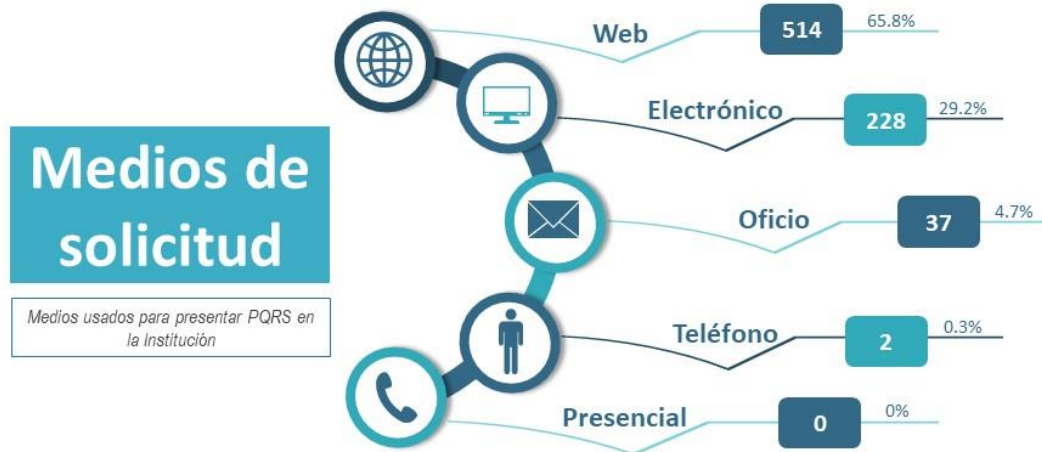 Medios de
solicitud
Medios usados para presentar PQRS en
la Institución
Web 514 65.8%
Electrónico 228 29.2%
Oficio 37 4.7%
Teléfono 2 0.3%
Presencial 0 0%